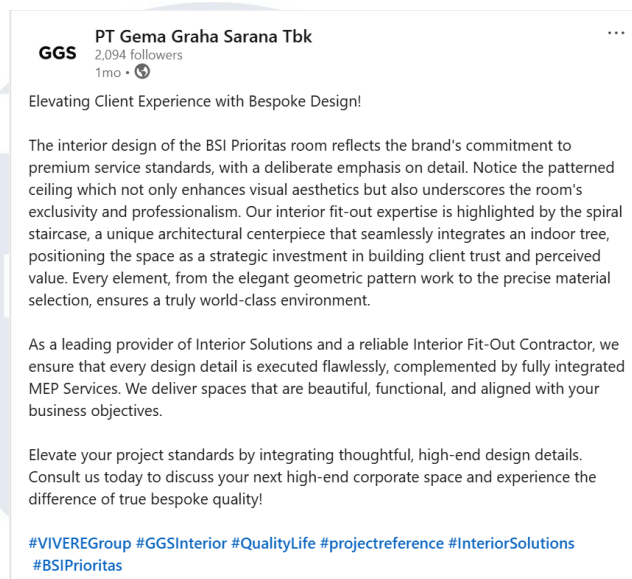 GGS
PT Gema Graha Sarana Tbk
2,094 followers
1mo •
Elevating Client Experience with Bespoke Design!
The interior design of the BSI Prioritas room reflects the brand's commitment to
premium service standards, with a deliberate emphasis on detail. Notice the patterned
ceiling which not only enhances visual aesthetics but also underscores the room's
exclusivity and professionalism. Our interior fit-out expertise is highlighted by the spiral
staircase, a unique architectural centerpiece that seamlessly integrates an indoor tree,
positioning the space as a strategic investment in building client trust and perceived
value. Every element, from the elegant geometric pattern work to the precise material
selection, ensures a truly world-class environment.
As a leading provider of Interior Solutions and a reliable Interior Fit-Out Contractor, we
ensure that every design detail is executed flawlessly, complemented by fully integrated
MEP Services. We deliver spaces that are beautiful, functional, and aligned with your
business objectives.
Elevate your project standards by integrating thoughtful, high-end design details.
Consult us today to discuss your next high-end corporate space and experience the
difference of true bespoke quality!
#VIVEREGroup #GGSInterior #QualityLife #projectreference #InteriorSolutions
#BSIPrioritas